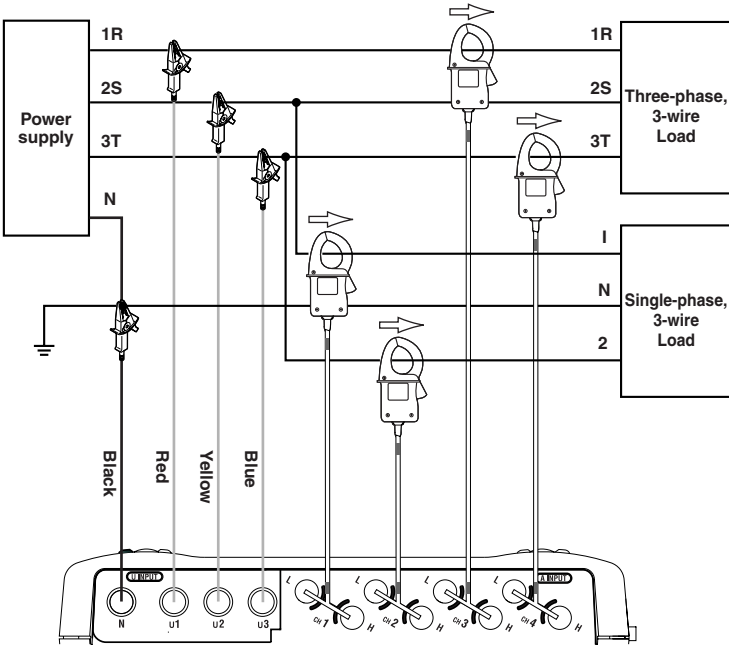 1R
1R
2S
2S
Power
supply
Three-phase,
3-wire
Load
3T
3T
N
I
N
Single-phase,
3-wire
Load
2
Black
Red
Yellow
Blue
U INPUT
A INPUT
N
U1
U2
U3
L
CH 1
H
L
CH 2
H
L
CH 3
H
L
CH 4
H